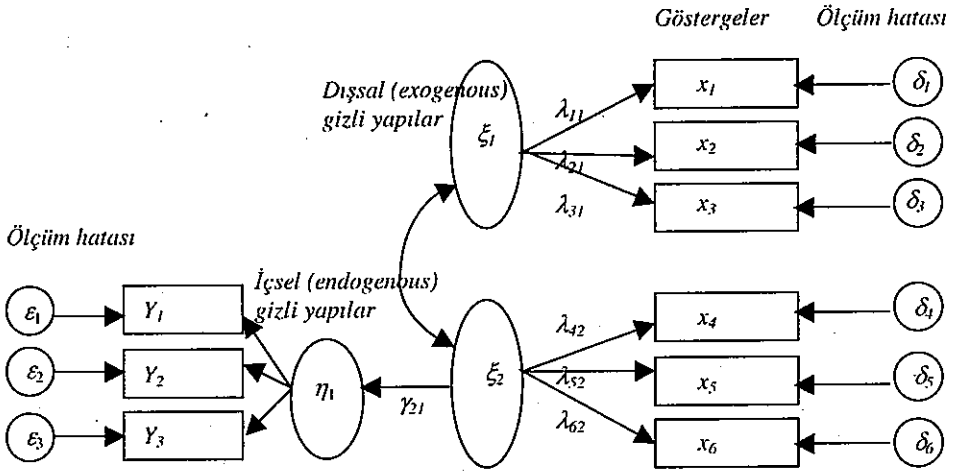 Göstergeler Ölçüm hatası
Dışsal (exogenous)
gizli yapılar
ξ1
λ11
λ21
λ31
x1
x2
x3
δ1
δ2
δ3
Ölçüm hatası
İçsel (endogenous)
gizli yapılar
ε1
ε2
ε3
Y1
Y2
Y3
η1
γ21
ξ2
λ42
λ52
λ62
x4
x5
x6
δ4
δ5
δ6